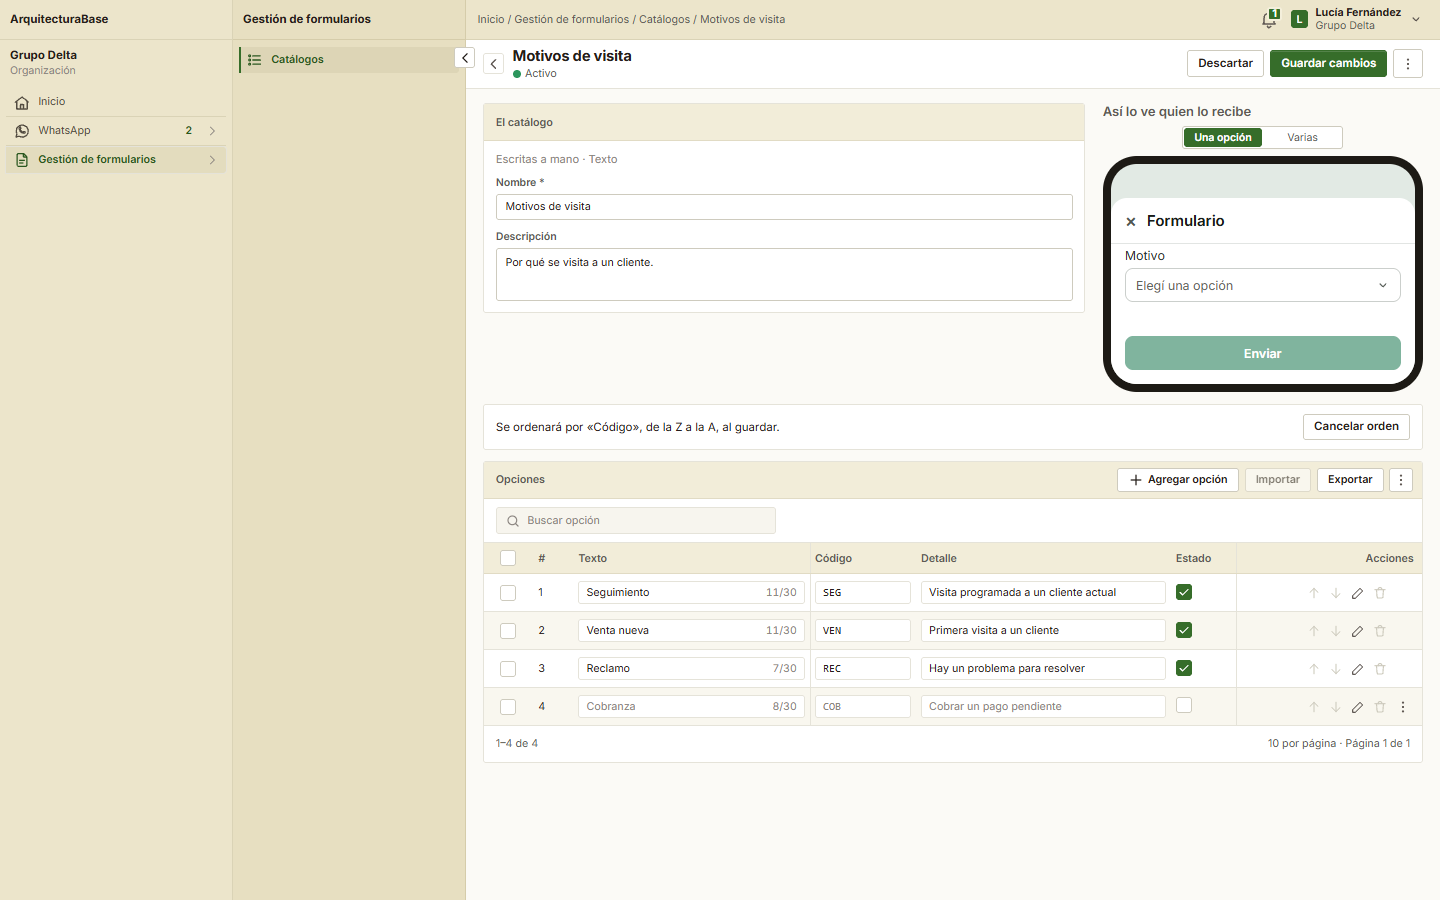 ArquitecturaBase
Gestión de formularios
Inicio / Gestión de formularios / Catálogos / Motivos de visita
1
L
Lucía Fernández
Grupo Delta
Grupo Delta
Organización
Inicio
WhatsApp 2
Gestión de formularios
Catálogos
Motivos de visita
Activo
Descartar
Guardar cambios
El catálogo
Escritas a mano · Texto
Nombre *
Motivos de visita
Descripción
Por qué se visita a un cliente.
Así lo ve quien lo recibe
Una opción
Varias
Formulario
Motivo
Elegí una opción
Enviar
Se ordenará por «Código», de la Z a la A, al guardar.
Cancelar orden
Opciones
Agregar opción
Importar
Exportar
Buscar opción
# Texto Código Detalle Estado Acciones
1 Seguimiento 11/30 SEG Visita programada a un cliente actual
2 Venta nueva 11/30 VEN Primera visita a un cliente
3 Reclamo 7/30 REC Hay un problema para resolver
4 Cobranza 8/30 COB Cobrar un pago pendiente
1–4 de 4
10 por página · Página 1 de 1